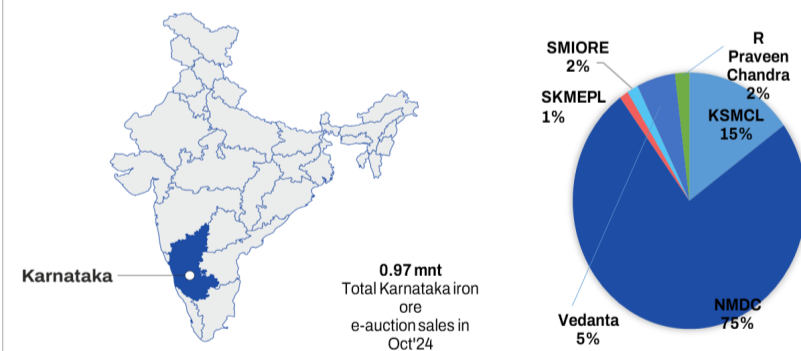 Karnataka
0.97 mnt
Total Karnataka iron
ore
e-auction sales in
Oct'24
SMIORE
2%
SKMEPL
1%
R
Praveen
Chandra
2%
KSMCL
15%
Vedanta
5%
NMDC
75%